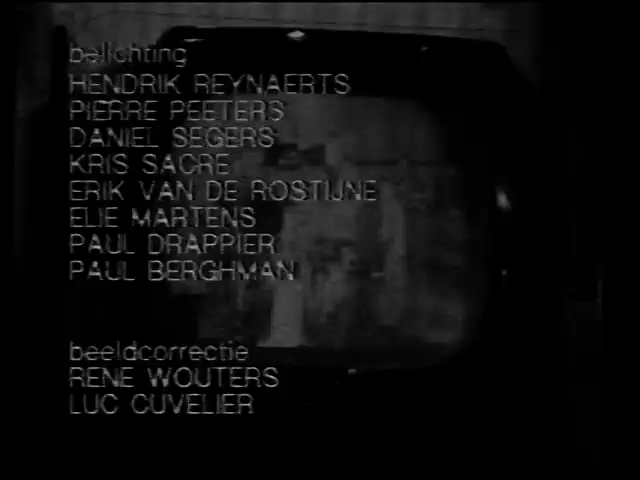 belichting
HENDRIK REYNAERTS
PIERRE PEETERS
DANIEL SEGERS
KRIS SACRE
ERIK VAN DE ROSTIJNE
ELIE MARTENS
PAUL DRAPPIER
PAUL BERGHMAN
beeldcorrectie
RENE WOUTERS
LUC CUVELIER